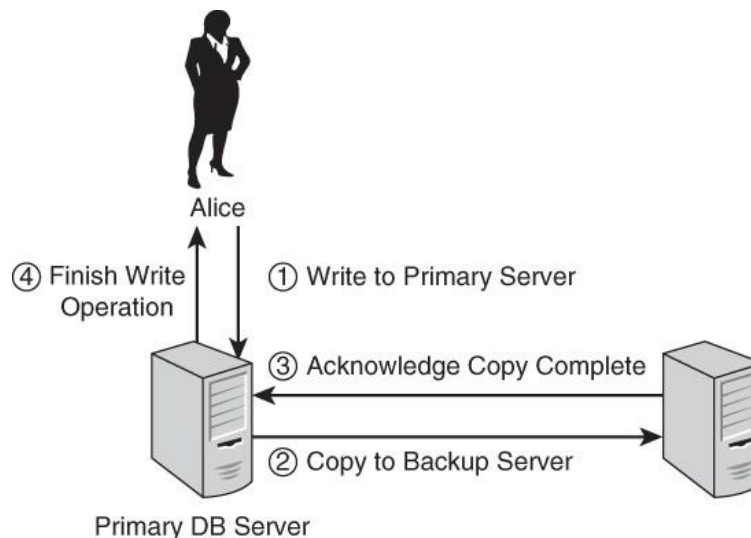 Alice
④ Finish Write
Operation
① Write to Primary Server
③ Acknowledge Copy Complete
② Copy to Backup Server
Primary DB Server